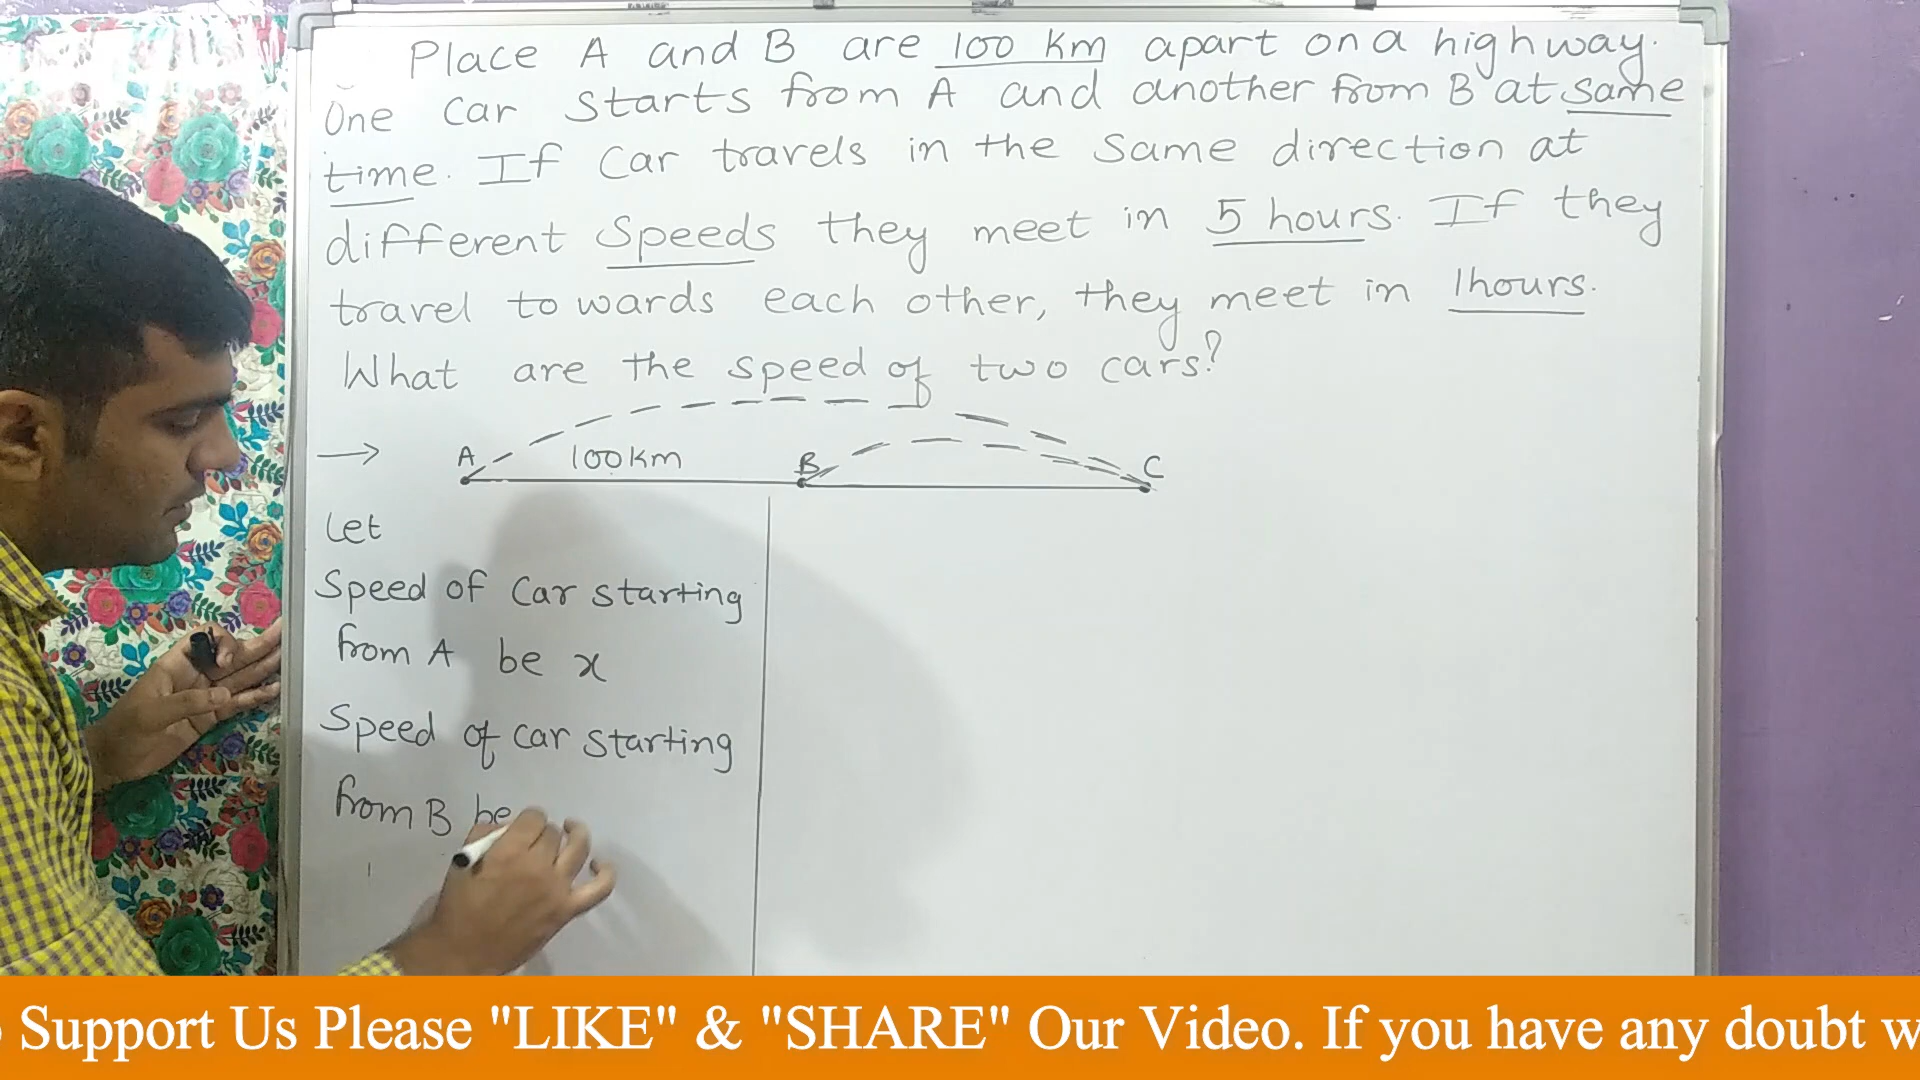 Place A and B are 100 Km apart on a highway.
One car starts from A and another from B at same
time. If Car travels in the same direction at
different speeds they meet in 5 hours. If they
travel towards each other, they meet in 1hours.
What are the speed of two cars?
A 100Km B C
Let
Speed of Car starting
from A be x
Speed of car starting
from B be
Support Us Please "LIKE" & "SHARE" Our Video. If you have any doubt w